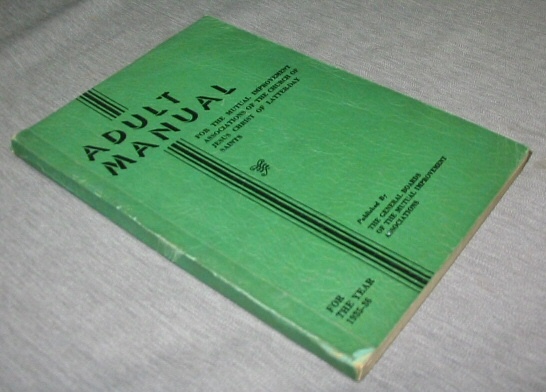 ADULT
MANUAL
FOR THE MUTUAL IMPROVEMENT
ASSOCIATIONS OF THE CHURCH OF
JESUS CHRIST OF LATTER-DAY
SAINTS
Published By
THE GENERAL BOARDS
OF THE MUTUAL IMPROVEMENT
ASSOCIATIONS
FOR
THE YEAR
1935-36